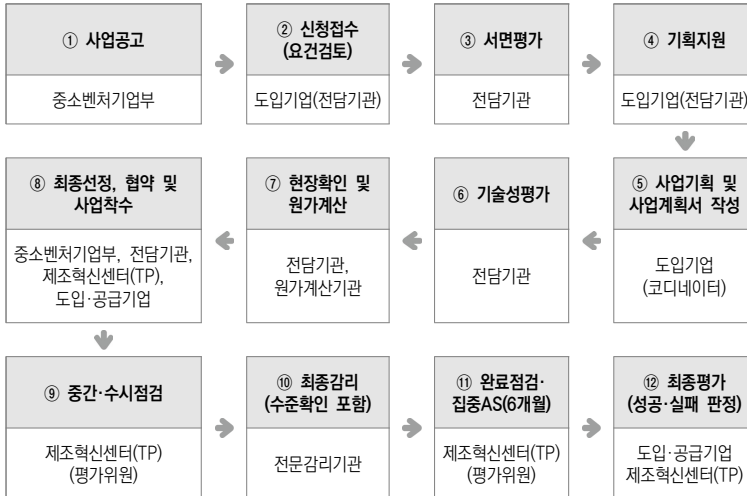 ① 사업공고
중소벤처기업부
② 신청접수
(요건검토)
도입기업(전담기관)
③ 서면평가
전담기관
④ 기획지원
도입기업(전담기관)
⑤ 사업기획 및
사업계획서 작성
도입기업
(코디네이터)
⑥ 기술성평가
전담기관
⑦ 현장확인 및
원가계산
전담기관,
원가계산기관
⑧ 최종선정, 협약 및
사업착수
중소벤처기업부, 전담기관,
제조혁신센터(TP),
도입·공급기업
⑨ 중간·수시점검
제조혁신센터(TP)
(평가위원)
⑩ 최종감리
(수준확인 포함)
전문감리기관
⑪ 완료점검·
집중AS(6개월)
제조혁신센터(TP)
(평가위원)
⑫ 최종평가
(성공·실패 판정)
도입·공급기업
제조혁신센터(TP)